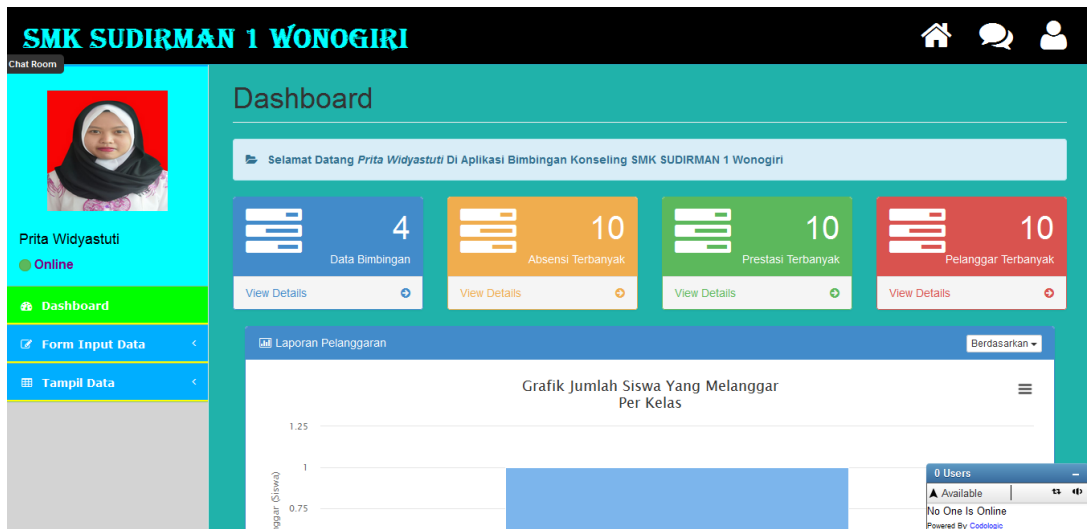 SMK SUDIRMAN 1 WONOGIRI
Chat Room
Prita Widyastuti
Online
Dashboard
Form Input Data
Tampil Data
Dashboard
Selamat Datang Prita Widyastuti Di Aplikasi Bimbingan Konseling SMK SUDIRMAN 1 Wonogiri
4
Data Bimbingan
View Details
10
Absensi Terbanyak
View Details
10
Prestasi Terbanyak
View Details
10
Pelanggar Terbanyak
View Details
Laporan Pelanggaran
Berdasarkan
Grafik Jumlah Siswa Yang Melanggar
Per Kelas
1.25
1
0.75
(Siswa)
0 Users
Available
No One Is Online
Powered By Codologic